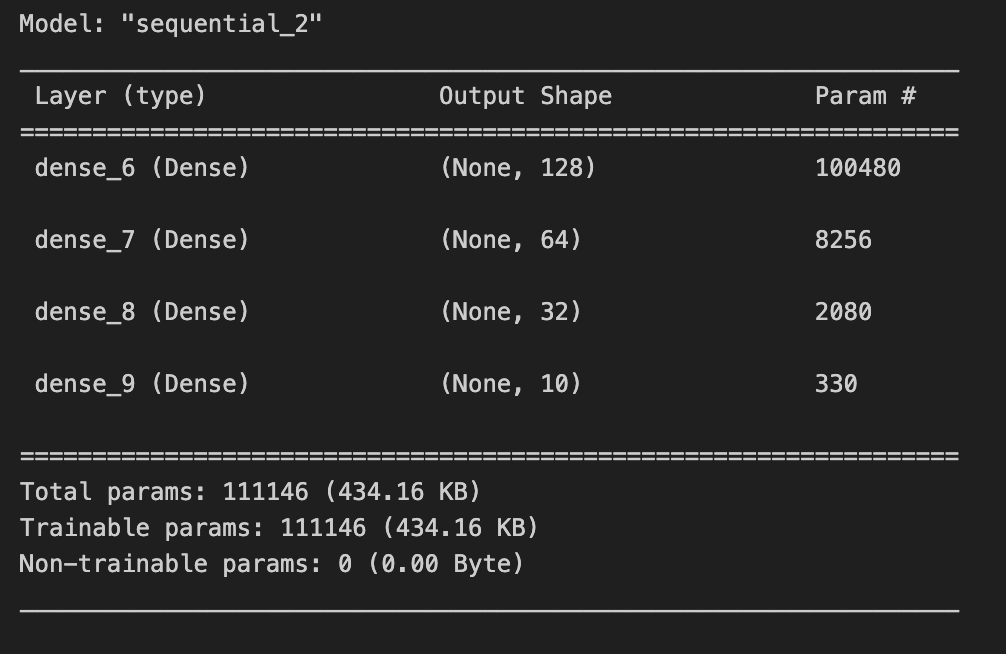 Model: "sequential_2"
Layer (type) Output Shape Param #
dense_6 (Dense) (None, 128) 100480
dense_7 (Dense) (None, 64) 8256
dense_8 (Dense) (None, 32) 2080
dense_9 (Dense) (None, 10) 330
Total params: 111146 (434.16 KB)
Trainable params: 111146 (434.16 KB)
Non-trainable params: 0 (0.00 Byte)